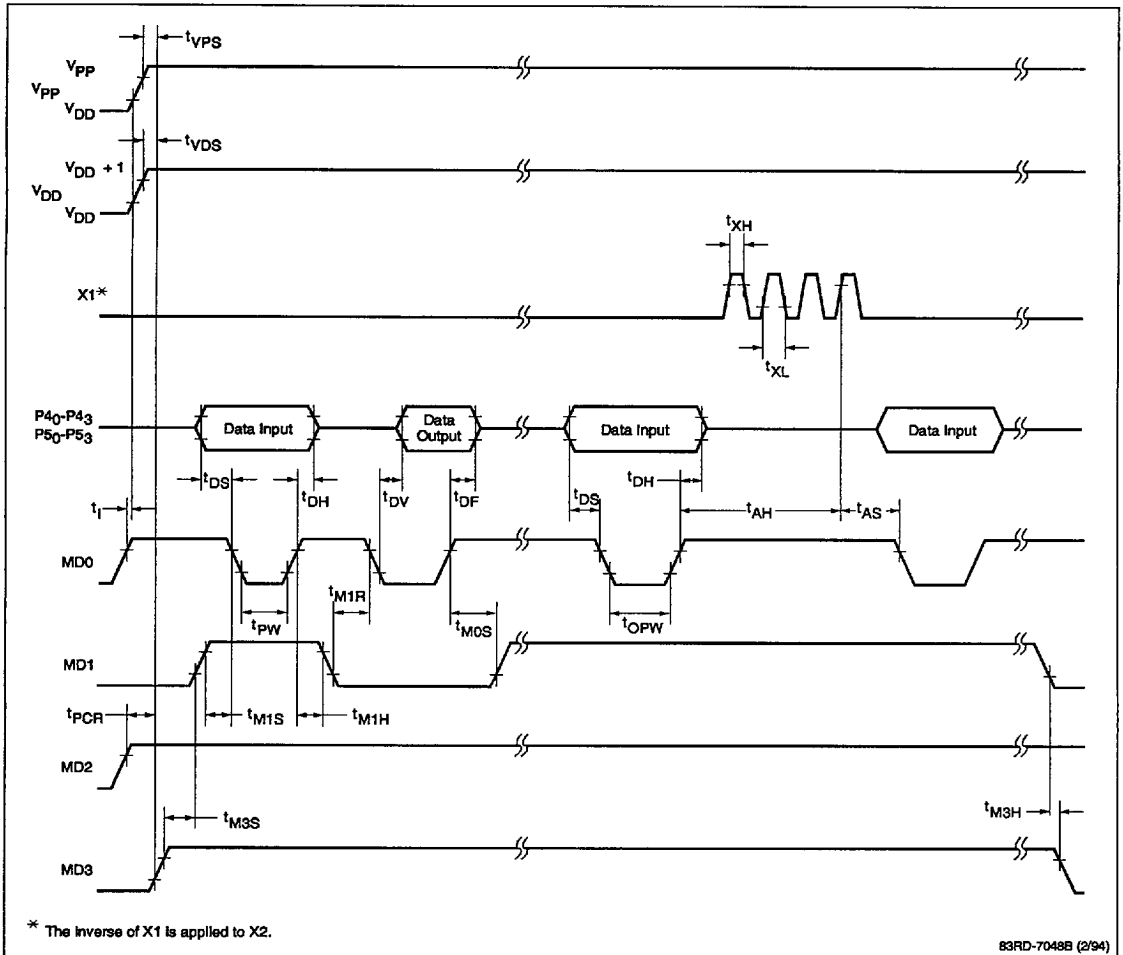 tVPS
VPP
VPP
VDD
tVDS
VDD + 1
VDD
VDD
tXH
X1*
tXL
P40-P43
P50-P53
Data Input
Data Output
Data Input
Data Input
tDS
tDH
tDV
tDF
tDS
tDH
tAH
tAS
tI
MD0
tM1R
tPW
tM0S
tOPW
MD1
tPCR
tM1S
tM1H
MD2
tM3S
tM3H
MD3
* The inverse of X1 is applied to X2.
83RD-7048B (2/94)